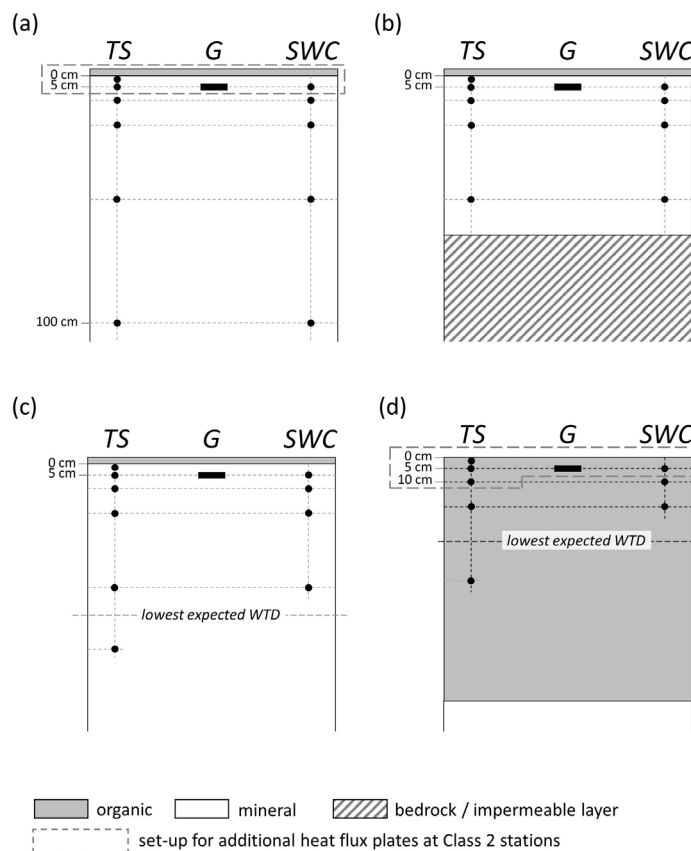 (a)
(b)
TS G SWC
TS G SWC
0 cm
5 cm
100 cm
0 cm
5 cm
(c)
(d)
TS G SWC
TS G SWC
0 cm
5 cm
lowest expected WTD
0 cm
5 cm
10 cm
lowest expected WTD
organic
mineral
bedrock / impermeable layer
set-up for additional heat flux plates at Class 2 stations